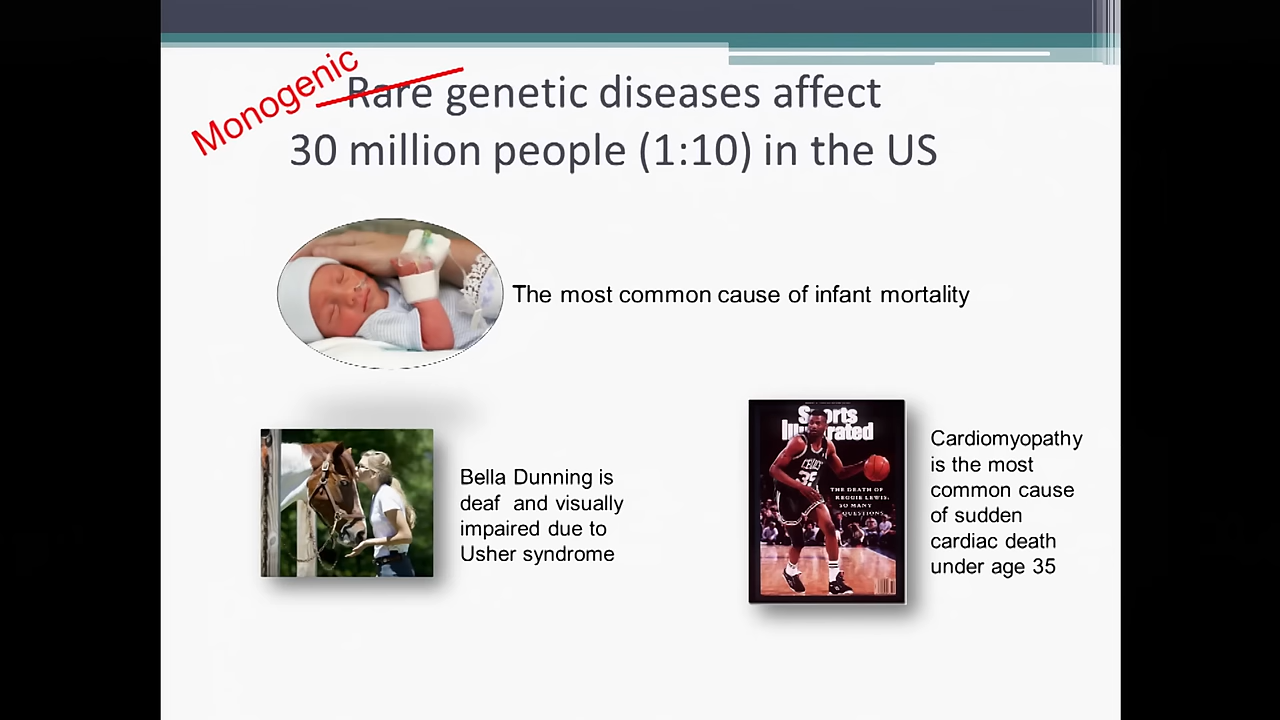 Monogenic
Rare genetic diseases affect
30 million people (1:10) in the US
The most common cause of infant mortality
Bella Dunning is
deaf and visually
impaired due to
Usher syndrome
Sports
Illustrated
CELTICS
35
THE DEATH OF
REGGIE LEWIS.
SO MANY
QUESTIONS.
Cardiomyopathy
is the most
common cause
of sudden
cardiac death
under age 35